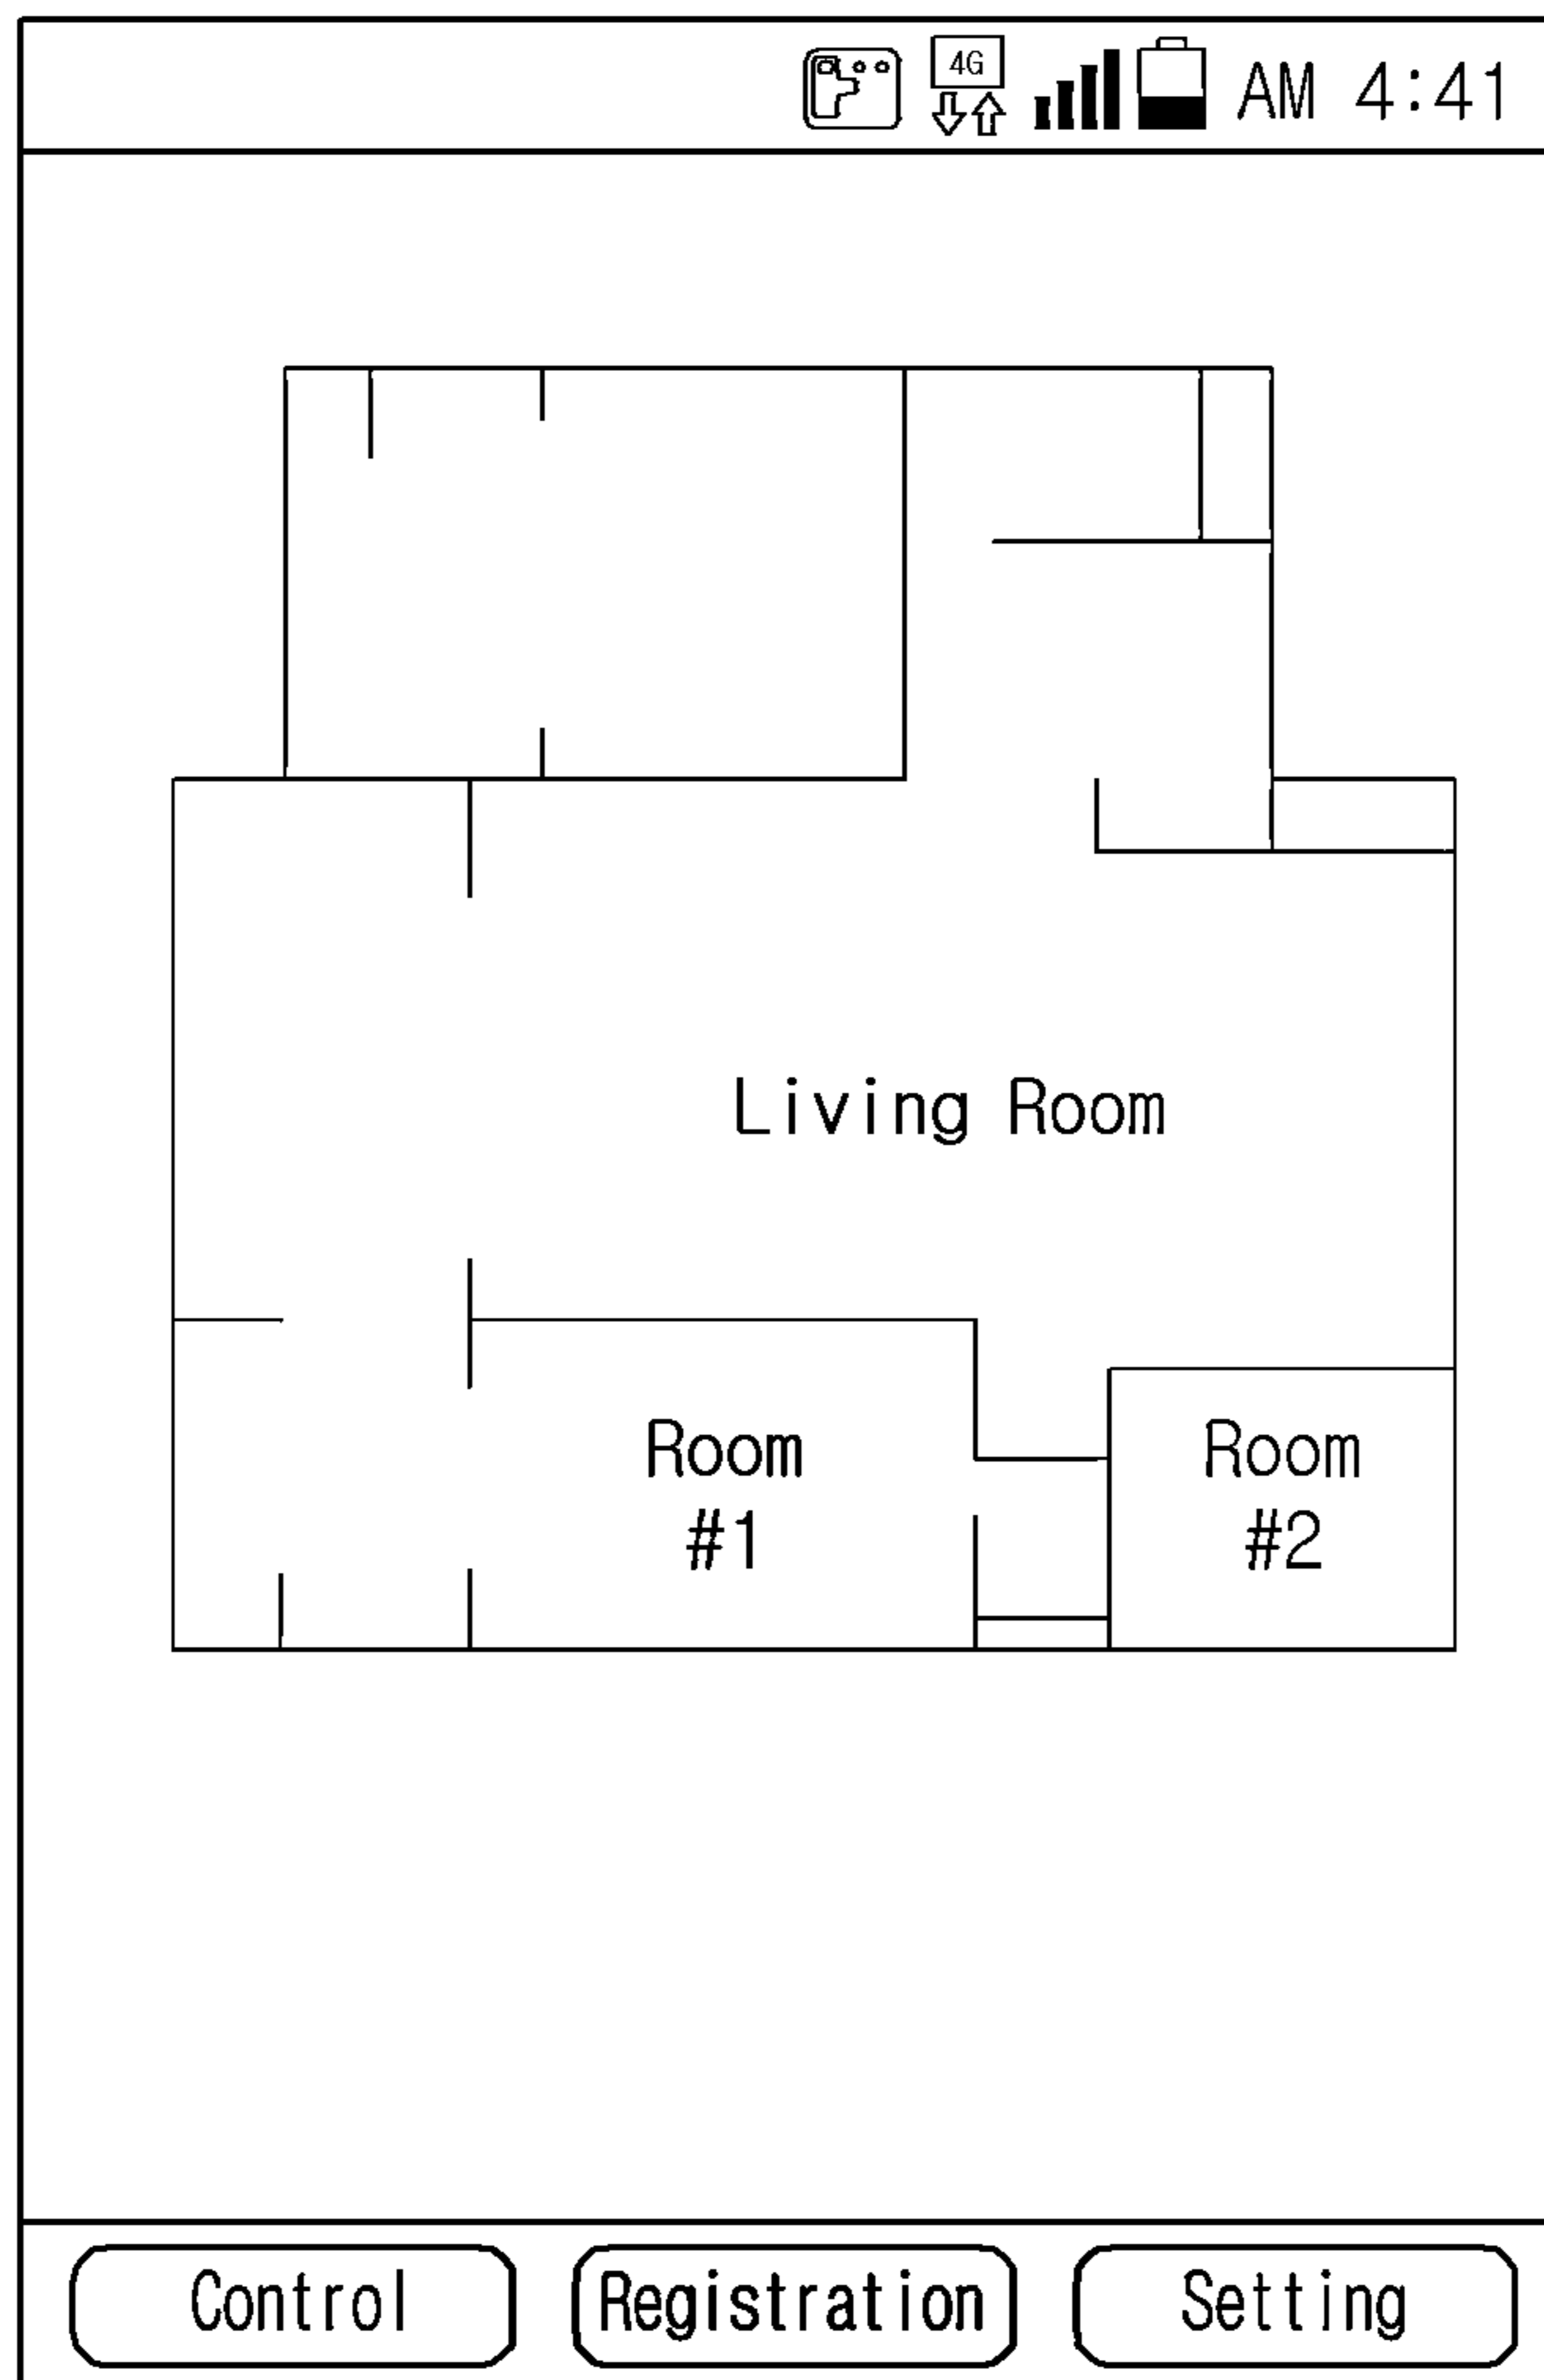 4G
AM 4:41
Living Room
Room
#1
Room
#2
Control
Registration
Setting